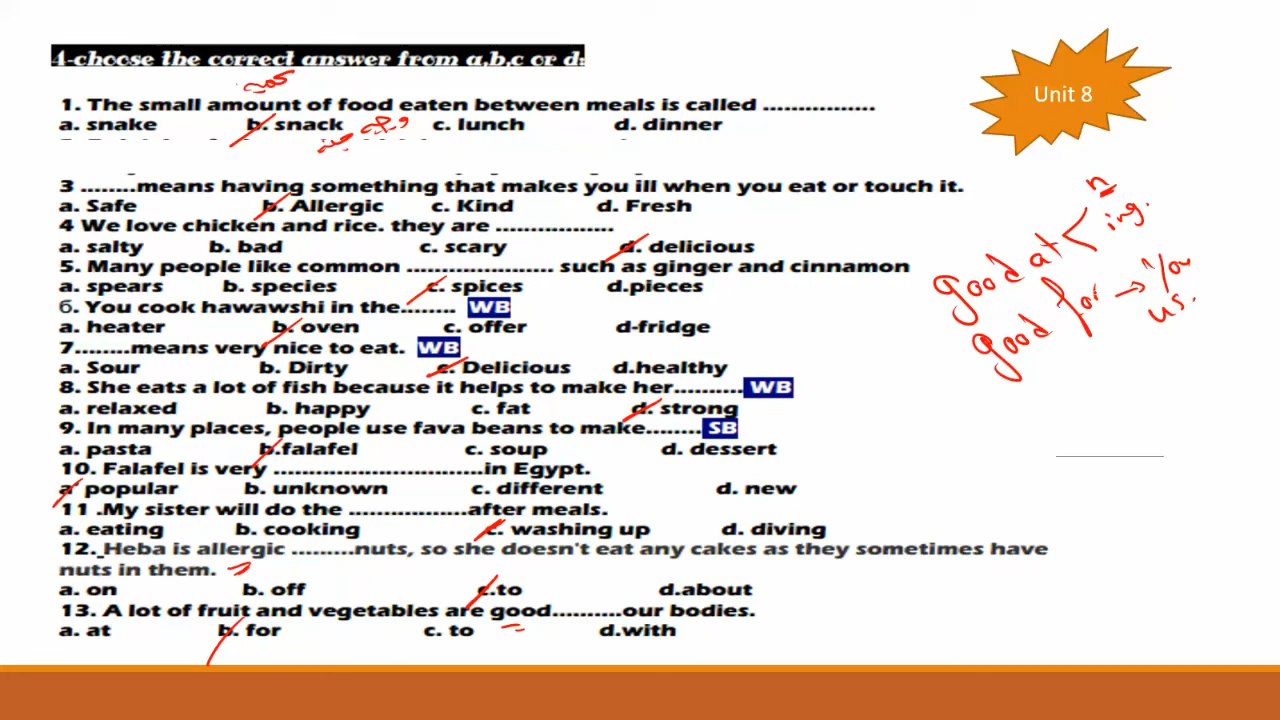 4-choose the correct answer from a,b,c or d:
Unit 8
1. The small amount of food eaten between meals is called ................
a. snake b. snack c. lunch d. dinner
3 ........means having something that makes you ill when you eat or touch it.
a. Safe b. Allergic c. Kind d. Fresh
4 We love chicken and rice. they are .................
a. salty b. bad c. scary d. delicious
5. Many people like common ..................... such as ginger and cinnamon
a. spears b. species c. spices d.pieces
6. You cook hawawshi in the........ WB
a. heater b. oven c. offer d-fridge
7........means very nice to eat. WB
a. Sour b. Dirty c. Delicious d.healthy
8. She eats a lot of fish because it helps to make her.......... WB
a. relaxed b. happy c. fat d. strong
9. In many places, people use fava beans to make........ SB
a. pasta b.falafel c. soup d. dessert
10. Falafel is very ................................in Egypt.
a popular b. unknown c. different d. new
11 .My sister will do the ..................after meals.
a. eating b. cooking c. washing up d. diving
12. Heba is allergic .........nuts, so she doesn't eat any cakes as they sometimes have
nuts in them.
a. on b. off c.to d.about
13. A lot of fruit and vegetables are good..........our bodies.
a. at b. for c. to d.with
n
good at < ing.
good for →
us.